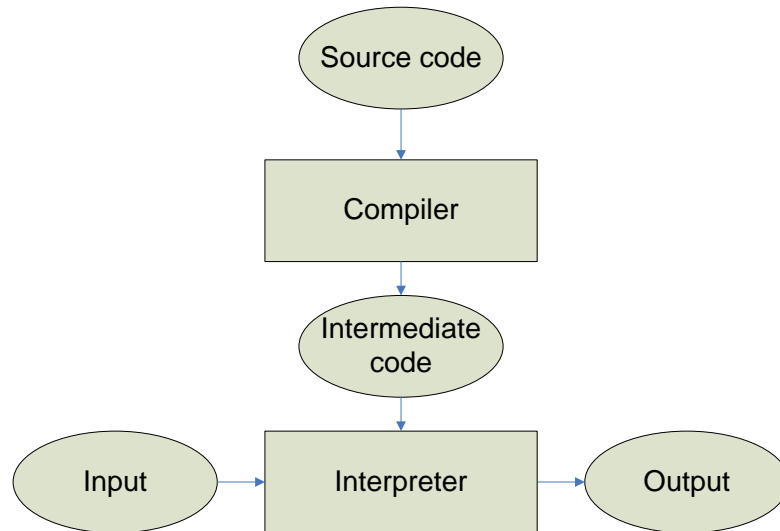 Source code
Compiler
Intermediate
code
Input
Interpreter
Output